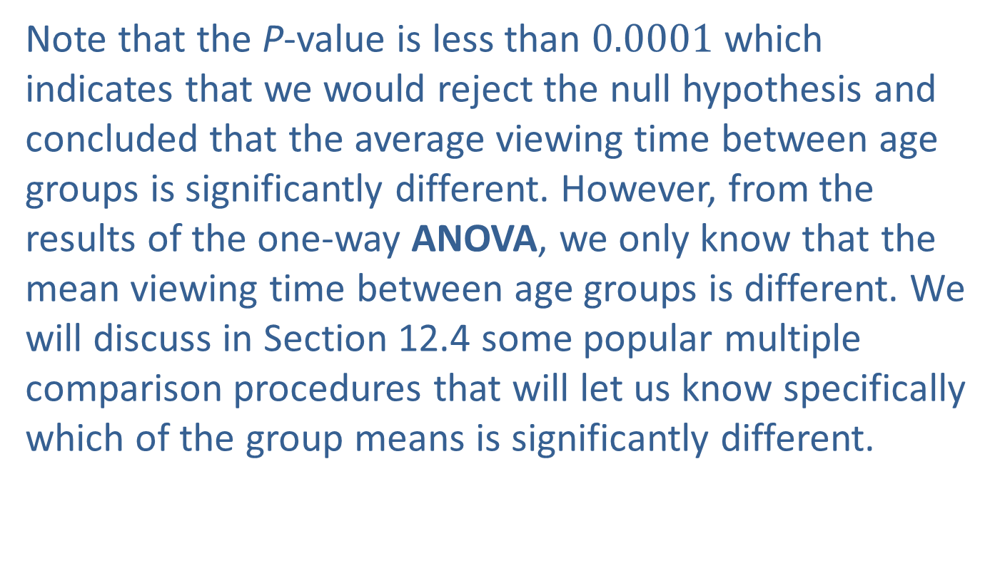 Note that the P-value is less than 0.0001 which
indicates that we would reject the null hypothesis and
concluded that the average viewing time between age
groups is significantly different. However, from the
results of the one-way ANOVA, we only know that the
mean viewing time between age groups is different. We
will discuss in Section 12.4 some popular multiple
comparison procedures that will let us know specifically
which of the group means is significantly different.